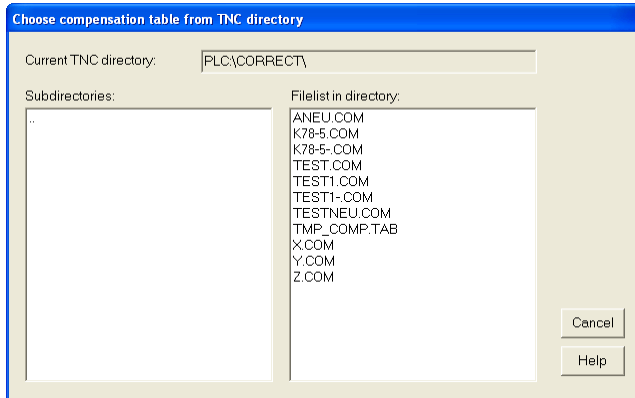 Choose compensation table from TNC directory
Current TNC directory: PLC:\CORRECT\
Subdirectories:
..
Filelist in directory:
ANEU.COM
K78-5.COM
K78-5-.COM
TEST.COM
TEST1.COM
TEST1-.COM
TESTNEU.COM
TMP_COMP.TAB
X.COM
Y.COM
Z.COM
Cancel
Help